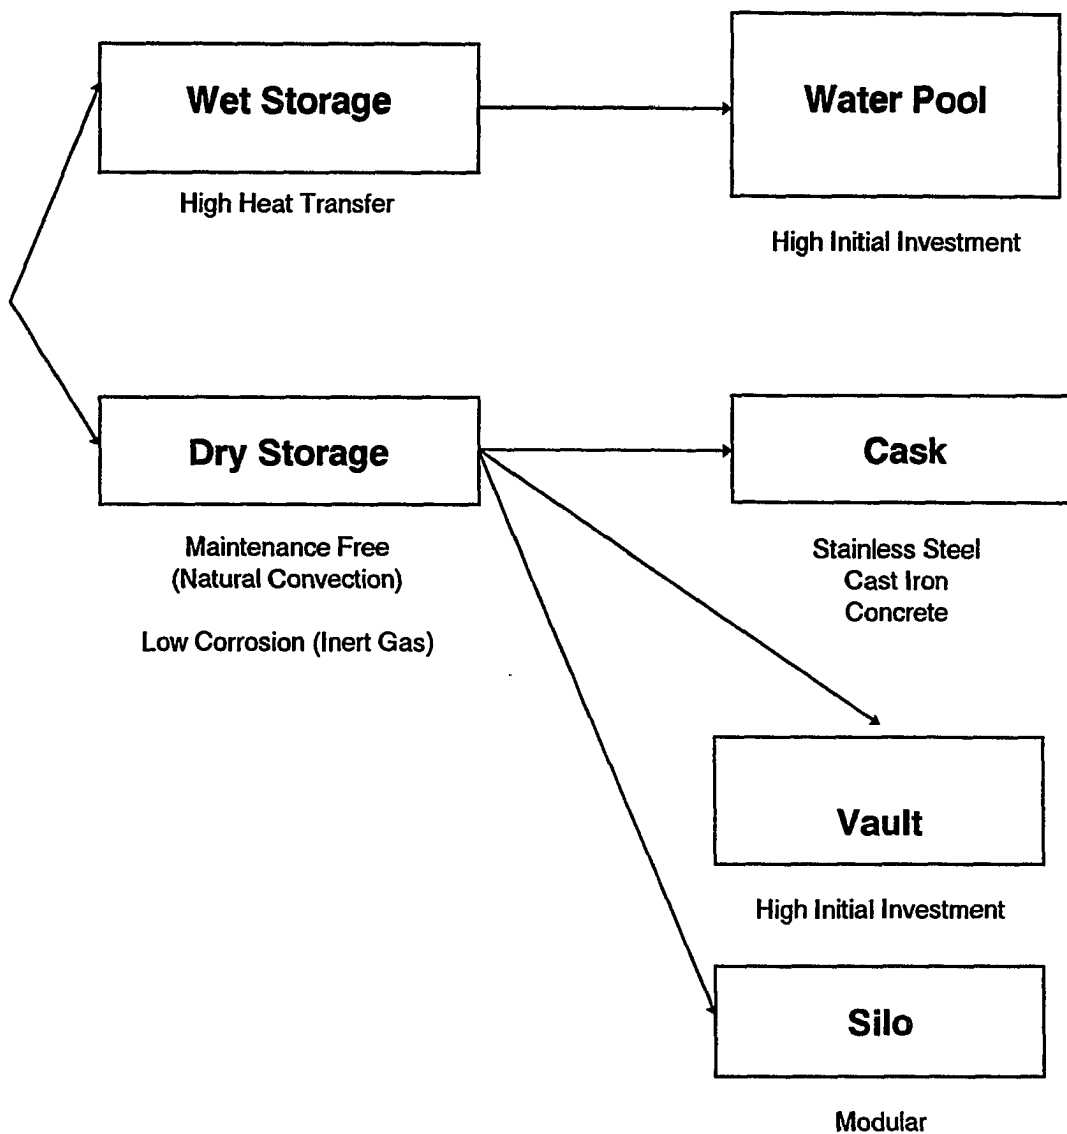 Wet Storage
High Heat Transfer
Water Pool
High Initial Investment
Dry Storage
Maintenance Free
(Natural Convection)
Low Corrosion (Inert Gas)
Cask
Stainless Steel
Cast Iron
Concrete
Vault
High Initial Investment
Silo
Modular